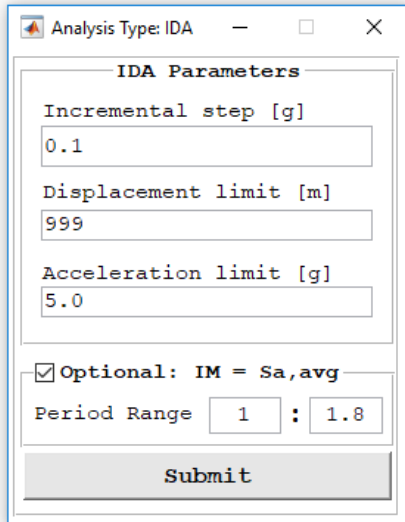 Analysis Type: IDA
IDA Parameters
Incremental step [g]
0.1
Displacement limit [m]
999
Acceleration limit [g]
5.0
Optional: IM = Sa,avg
Period Range 1 : 1.8
Submit